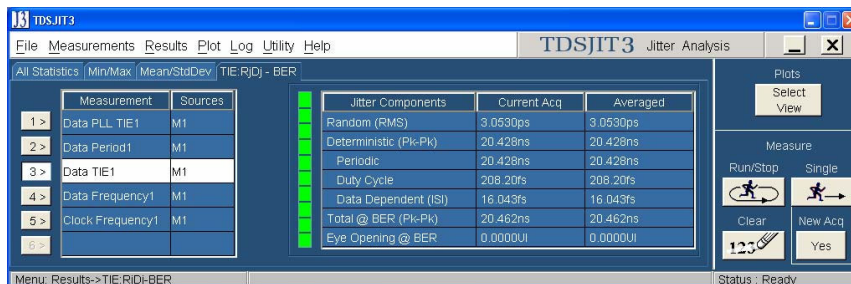 J3 TDSJIT3
File Measurements Results Plot Log Utility Help TDSJIT3 Jitter Analysis
All Statistics Min/Max Mean/StdDev TIE:RjDj - BER
Measurement Sources
1 > Data PLL TIE1 M1
2 > Data Period1 M1
3 > Data TIE1 M1
4 > Data Frequency1 M1
5 > Clock Frequency1 M1
6 >
Jitter Components Current Acq Averaged
Random (RMS) 3.0530ps 3.0530ps
Deterministic (Pk-Pk) 20.428ns 20.428ns
Periodic 20.428ns 20.428ns
Duty Cycle 208.20fs 208.20fs
Data Dependent (ISI) 16.043fs 16.043fs
Total @ BER (Pk-Pk) 20.462ns 20.462ns
Eye Opening @ BER 0.0000UI 0.0000UI
Plots
Select
View
Measure
Run/Stop Single
Clear New Acq
123 Yes
Menu: Results->TIE:RjDj-BER Status : Ready